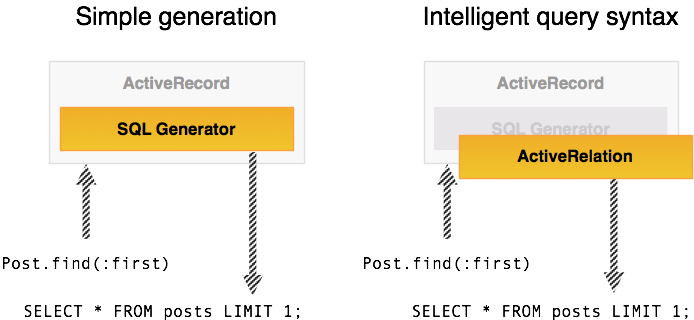 Simple generation
ActiveRecord
SQL Generator
Post.find(:first)
SELECT * FROM posts LIMIT 1;
Intelligent query syntax
ActiveRecord
SQL Generator
ActiveRelation
Post.find(:first)
SELECT * FROM posts LIMIT 1;